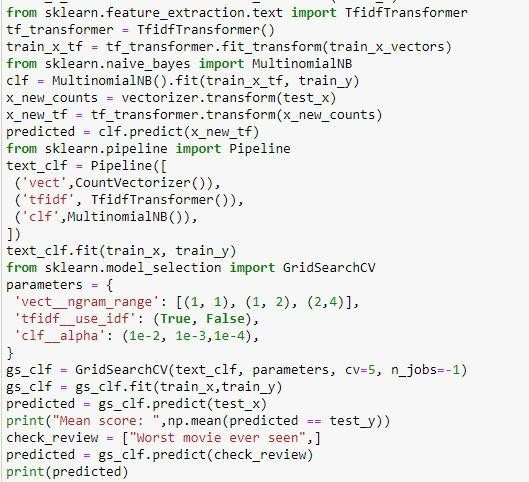 from sklearn.feature_extraction.text import TfidfTransformer
tf_transformer = TfidfTransformer()
train_x_tf = tf_transformer.fit_transform(train_x_vectors)
from sklearn.naive_bayes import MultinomialNB
clf = MultinomialNB().fit(train_x_tf, train_y)
x_new_counts = vectorizer.transform(test_x)
x_new_tf = tf_transformer.transform(x_new_counts)
predicted = clf.predict(x_new_tf)
from sklearn.pipeline import Pipeline
text_clf = Pipeline([
 ('vect',CountVectorizer()),
 ('tfidf', TfidfTransformer()),
 ('clf',MultinomialNB()),
])
text_clf.fit(train_x, train_y)
from sklearn.model_selection import GridSearchCV
parameters = {
 'vect__ngram_range': [(1, 1), (1, 2), (2,4)],
 'tfidf__use_idf': (True, False),
 'clf__alpha': (1e-2, 1e-3,1e-4),
}
gs_clf = GridSearchCV(text_clf, parameters, cv=5, n_jobs=-1)
gs_clf = gs_clf.fit(train_x,train_y)
predicted = gs_clf.predict(test_x)
print("Mean score: ",np.mean(predicted == test_y))
check_review = ["Worst movie ever seen",]
predicted = gs_clf.predict(check_review)
print(predicted)